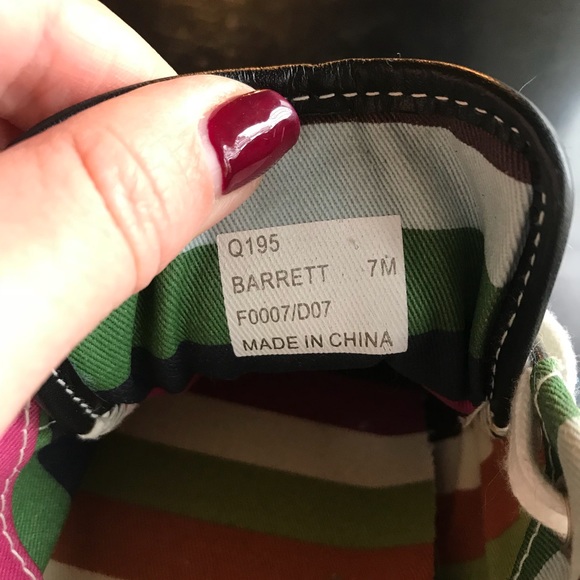 Q195
BARRETT 7M
F0007/D07
MADE IN CHINA